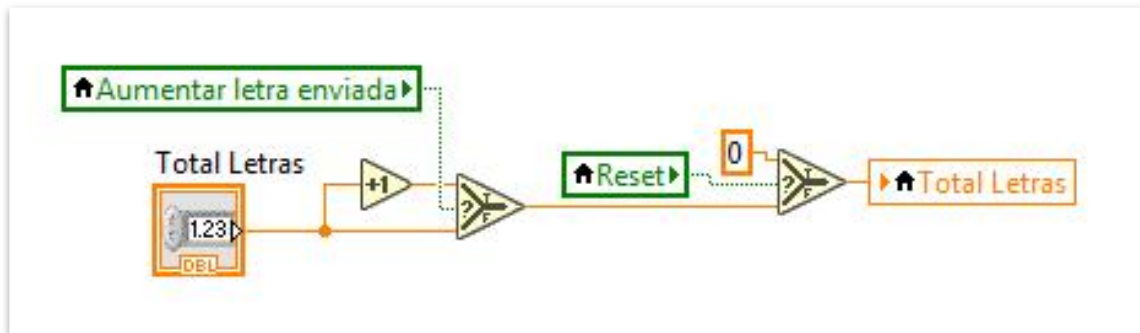 Aumentar letra enviada
Total Letras
+1
1.23
DBL
?
T
F
Reset
0
?
T
F
Total Letras